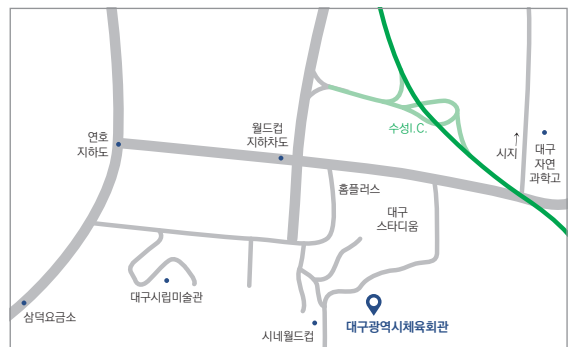 연호
지하도
월드컵
지하차도
수성I.C.
시지
대구
자연
과학고
홈플러스
대구
스타디움
대구시립미술관
삼덕요금소
시네월드컵
대구광역시체육회관